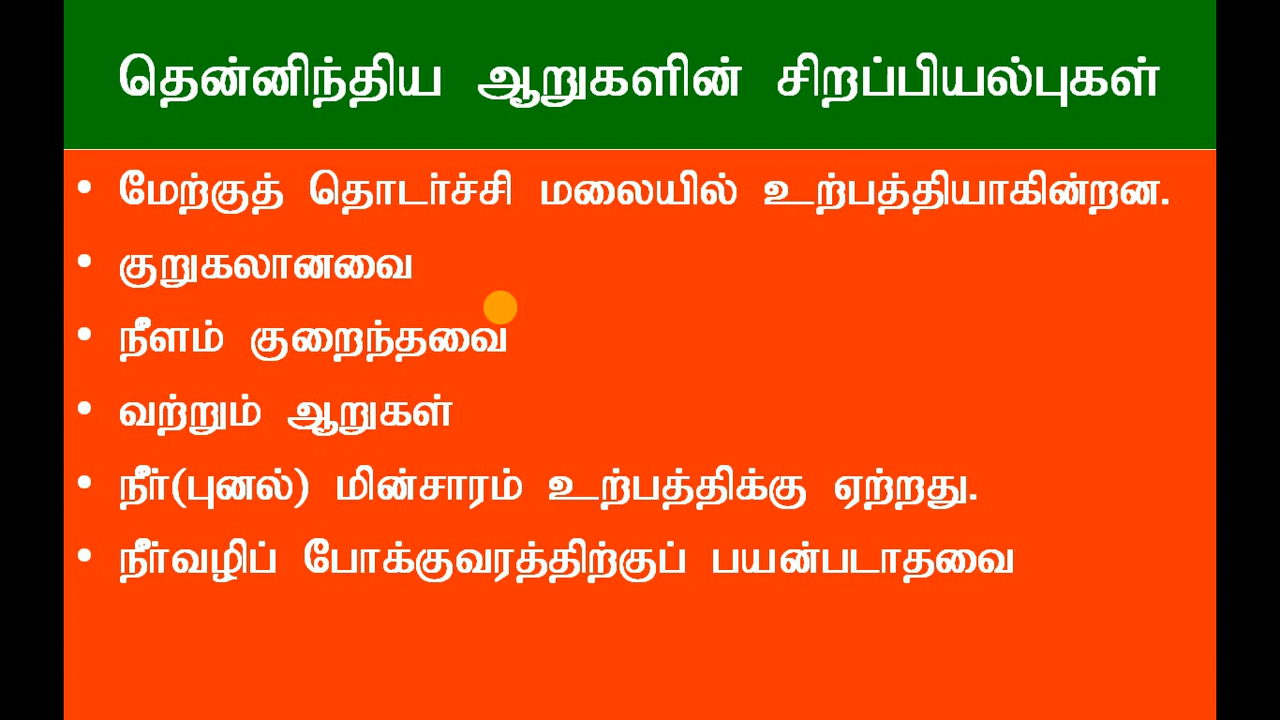 தென்னிந்திய ஆறுகளின் சிறப்பியல்புகள்
• மேற்குத் தொடர்ச்சி மலையில் உற்பத்தியாகின்றன.
• குறுகலானவை
• நீளம் குறைந்தவை
• வற்றும் ஆறுகள்
• நீர்(புனல்) மின்சாரம் உற்பத்திக்கு ஏற்றது.
• நீர்வழிப் போக்குவரத்திற்குப் பயன்படாதவை